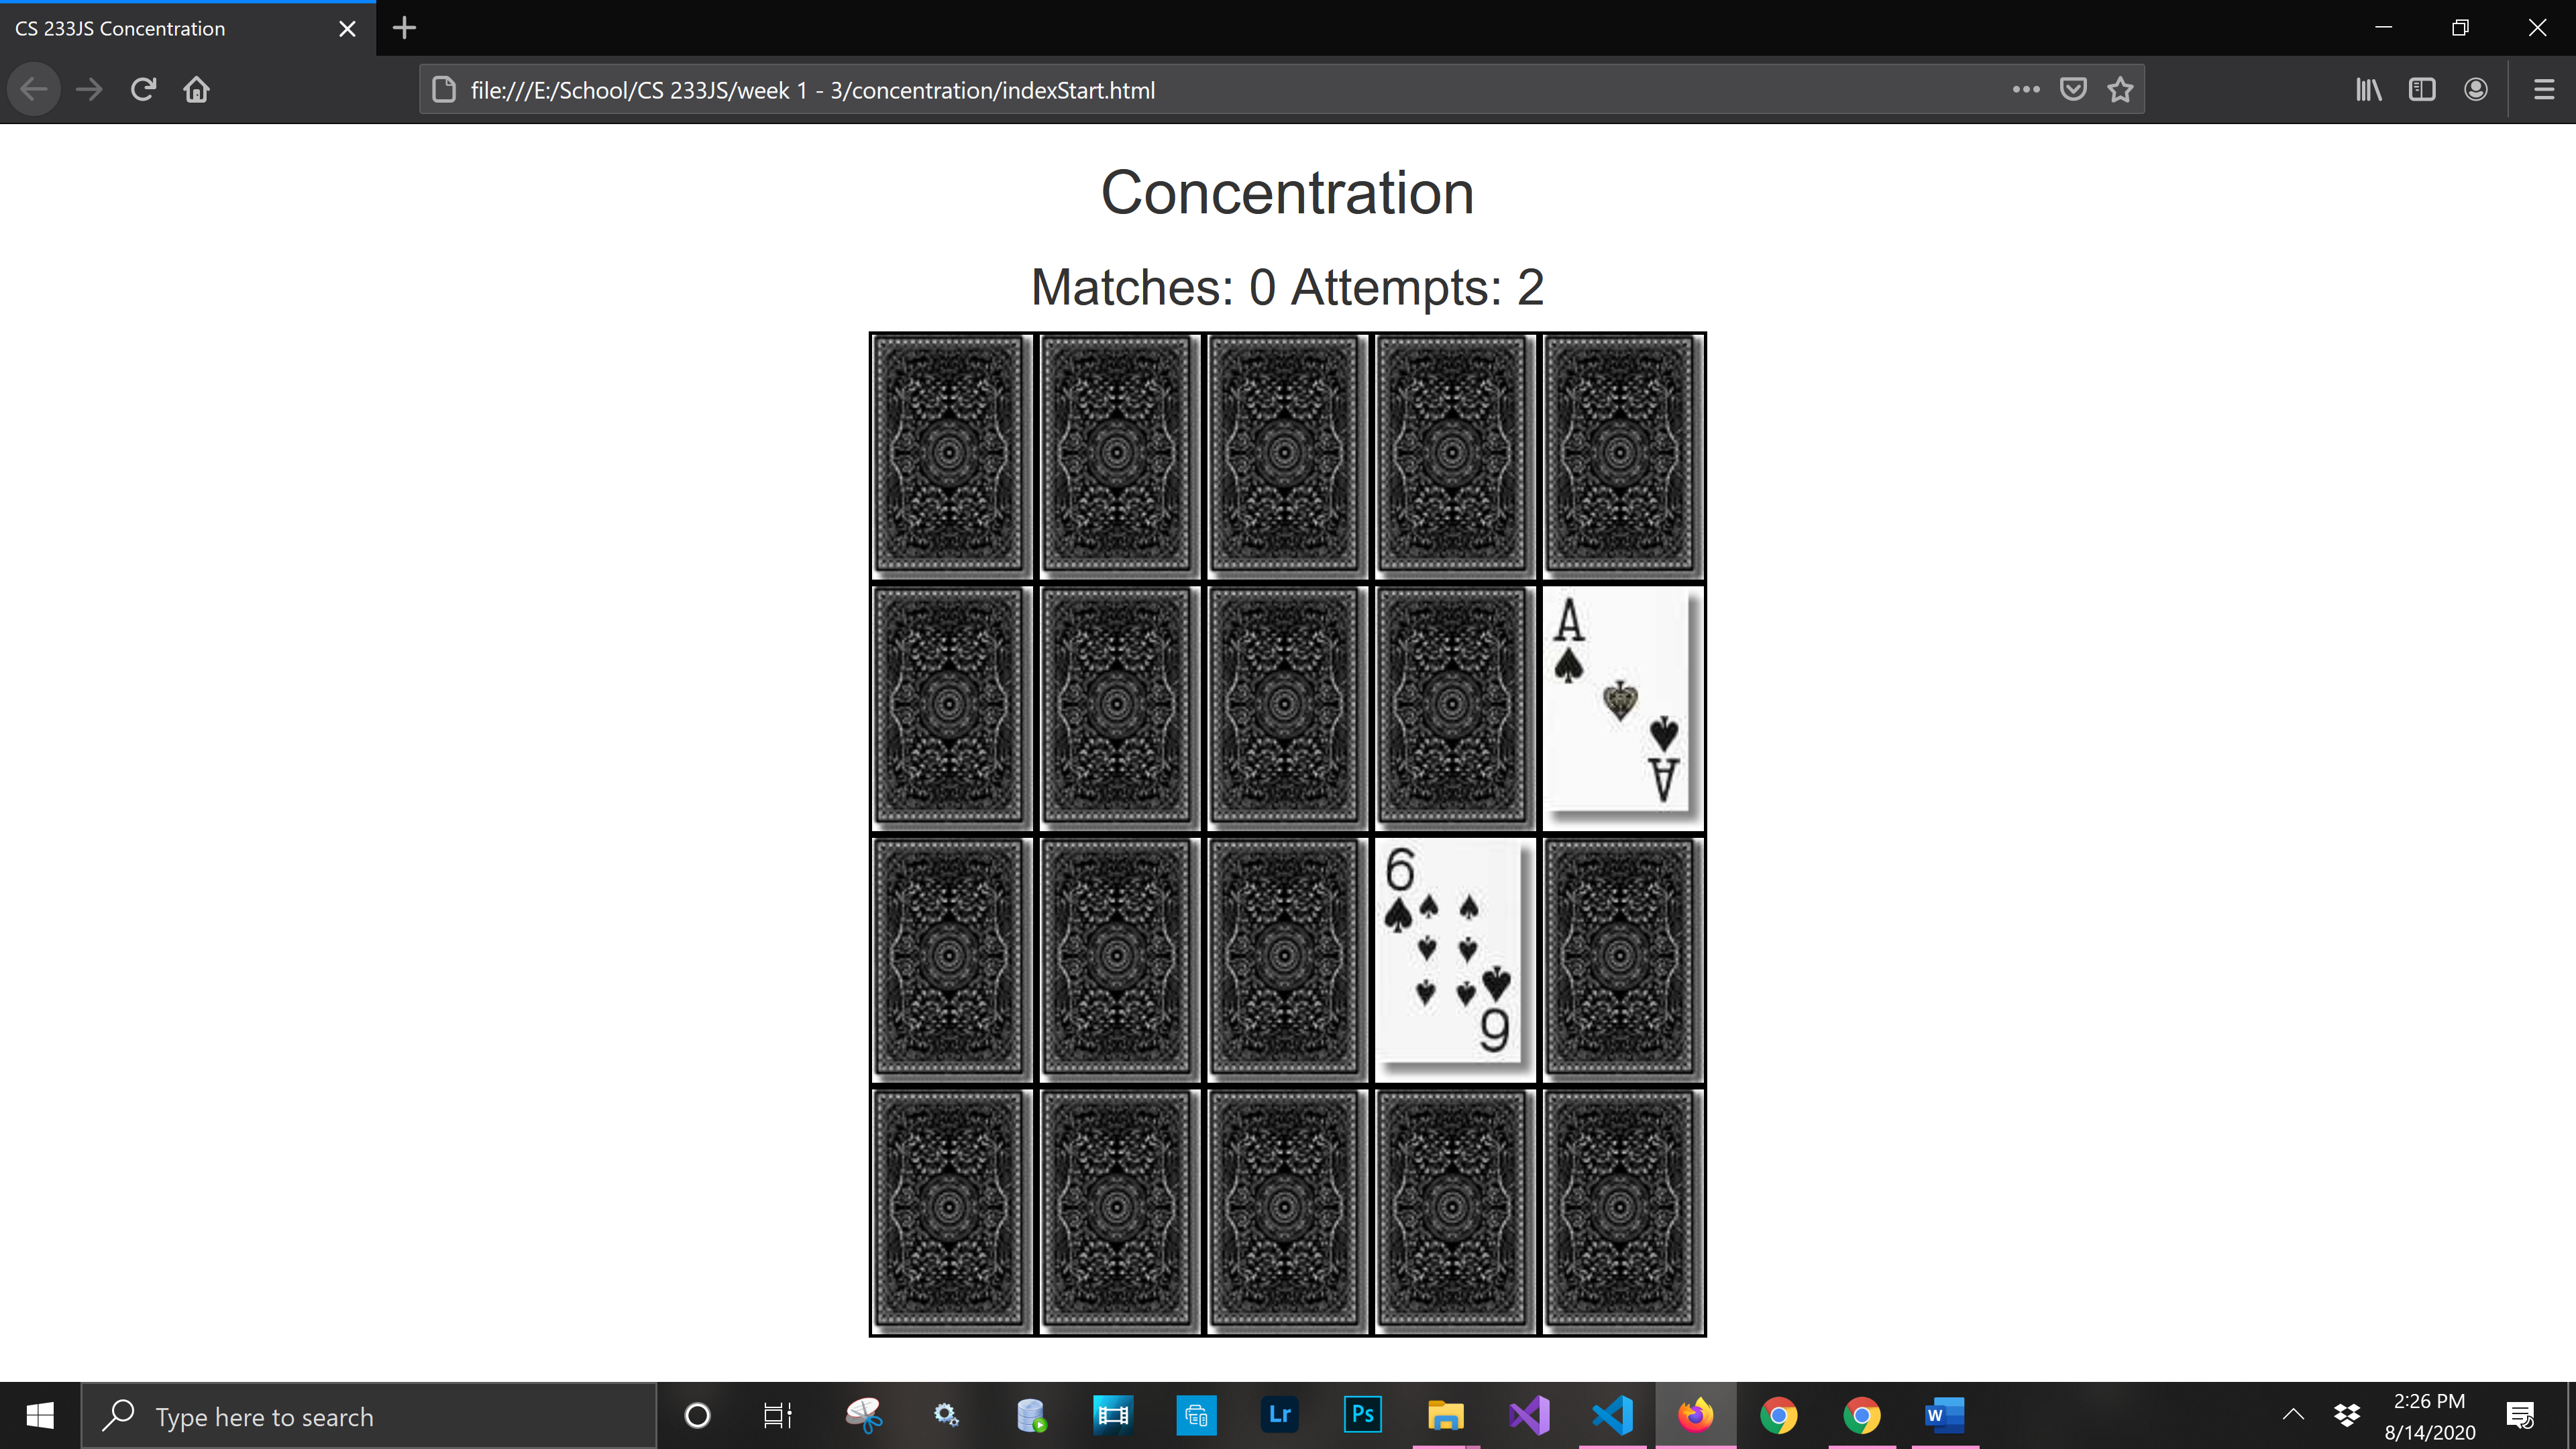 CS 233JS Concentration
file:///E:/School/CS 233JS/week 1 - 3/concentration/indexStart.html
Concentration
Matches: 0 Attempts: 2
A
A
6
6
Type here to search
Lr
Ps
W
2:26 PM
8/14/2020